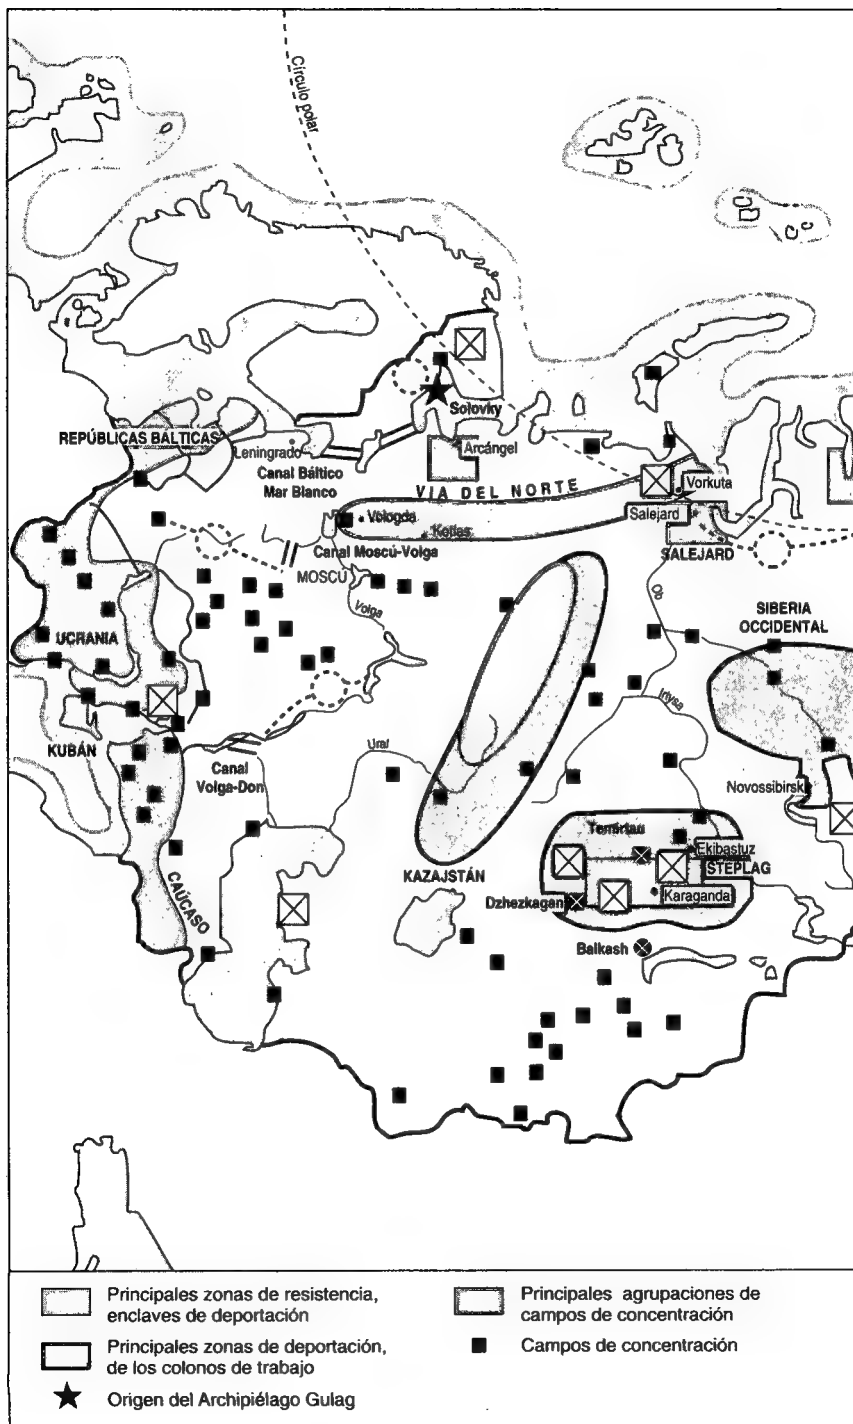 Círculo polar
Solovky
REPÚBLICAS BÁLTICAS
Leningrado
Arcángel
Canal Báltico
Mar Blanco
VIA DEL NORTE
Vorkuta
Vologda
Salejard
Kotlas
SALEJARD
Canal Moscú-Volga
MOSCÚ
Volga
Ob
SIBERIA
OCCIDENTAL
UCRANIA
Irtysa
KUBÁN
Ural
Canal
Volga-Don
Novossibirsk
Temirtau
Ekibastuz
STEPLAG
KAZAJSTÁN
Karaganda
Dzhezkagen
CAÚCASO
Balkash
Principales zonas de resistencia,
enclaves de deportación
Principales agrupaciones de
campos de concentración
Principales zonas de deportación,
de los colonos de trabajo
Campos de concentración
Origen del Archipiélago Gulag